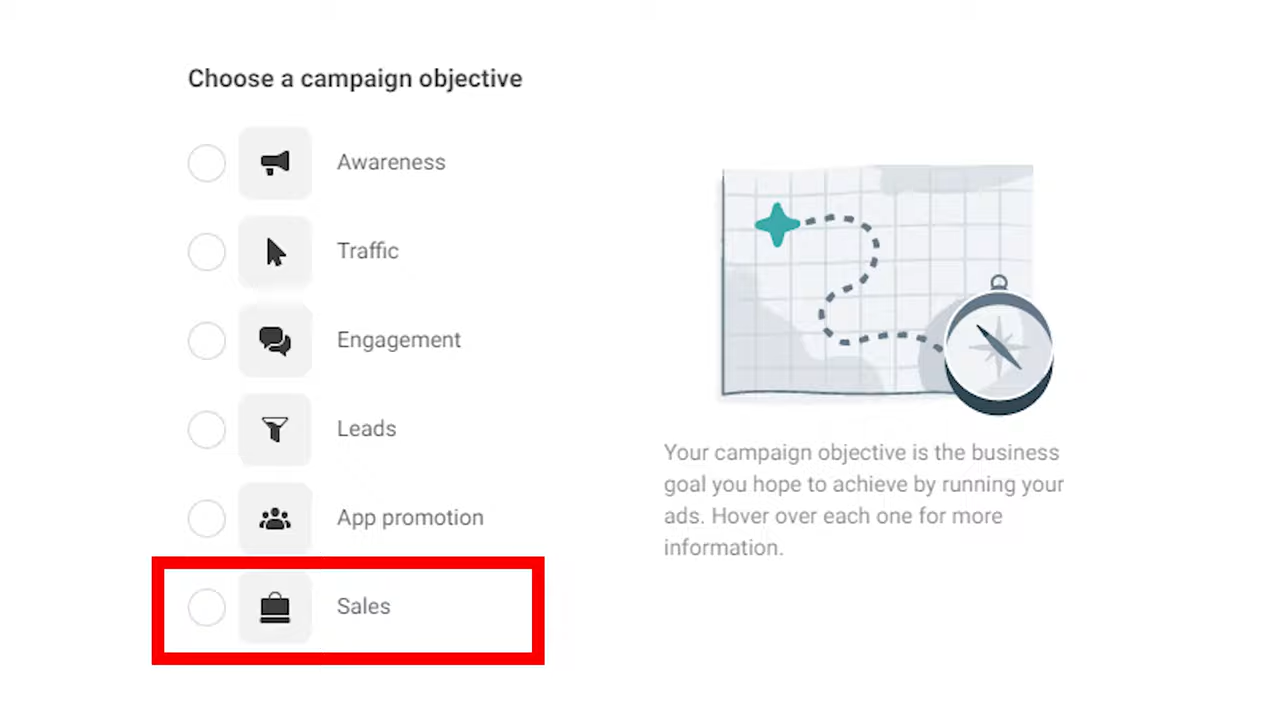 Choose a campaign objective
Awareness
Traffic
Engagement
Leads
App promotion
Sales
Your campaign objective is the business
goal you hope to achieve by running your
ads. Hover over each one for more
information.